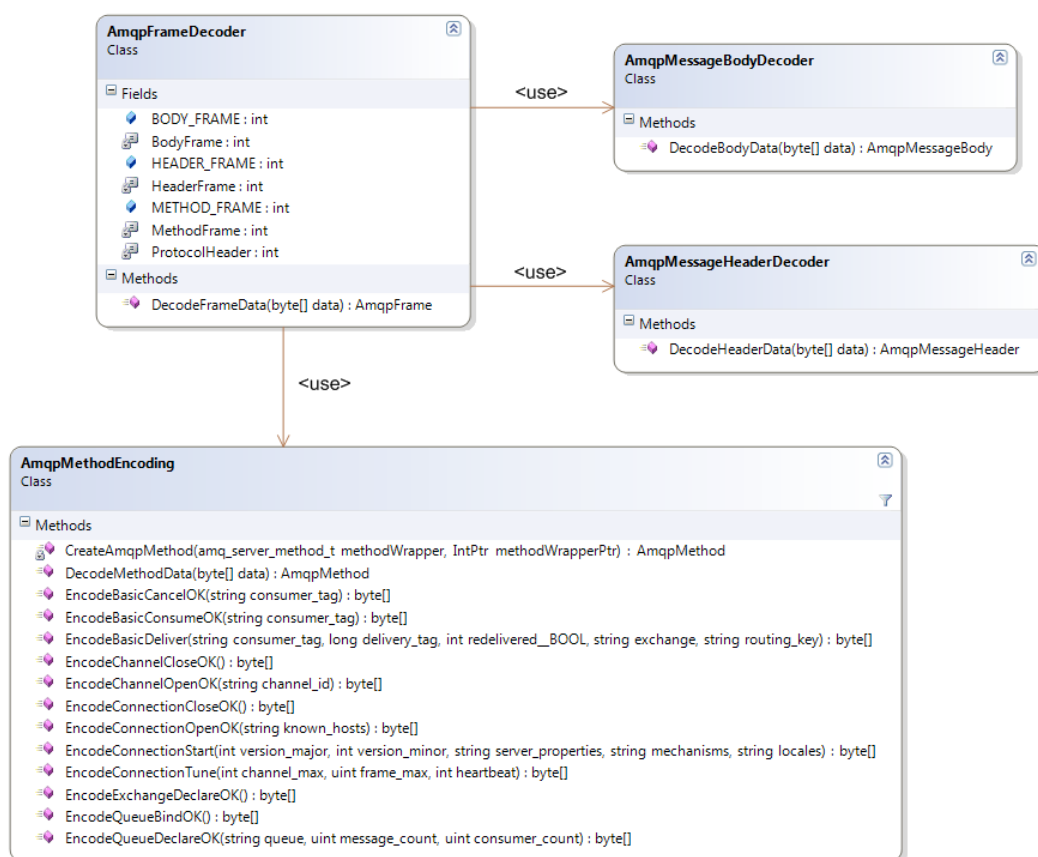 AmqpFrameDecoder
Class
Fields
BODY_FRAME : int
BodyFrame : int
HEADER_FRAME : int
HeaderFrame : int
METHOD_FRAME : int
MethodFrame : int
ProtocolHeader : int
Methods
DecodeFrameData(byte[] data) : AmqpFrame
<use>
AmqpMessageBodyDecoder
Class
Methods
DecodeBodyData(byte[] data) : AmqpMessageBody
<use>
AmqpMessageHeaderDecoder
Class
Methods
DecodeHeaderData(byte[] data) : AmqpMessageHeader
<use>
AmqpMethodEncoding
Class
Methods
CreateAmqpMethod(amq_server_method_t methodWrapper, IntPtr methodWrapperPtr) : AmqpMethod
DecodeMethodData(byte[] data) : AmqpMethod
EncodeBasicCancelOK(string consumer_tag) : byte[]
EncodeBasicConsumeOK(string consumer_tag) : byte[]
EncodeBasicDeliver(string consumer_tag, long delivery_tag, int redelivered__BOOL, string exchange, string routing_key) : byte[]
EncodeChannelCloseOK() : byte[]
EncodeChannelOpenOK(string channel_id) : byte[]
EncodeConnectionCloseOK() : byte[]
EncodeConnectionOpenOK(string known_hosts) : byte[]
EncodeConnectionStart(int version_major, int version_minor, string server_properties, string mechanisms, string locales) : byte[]
EncodeConnectionTune(int channel_max, uint frame_max, int heartbeat) : byte[]
EncodeExchangeDeclareOK() : byte[]
EncodeQueueBindOK() : byte[]
EncodeQueueDeclareOK(string queue, uint message_count, uint consumer_count) : byte[]